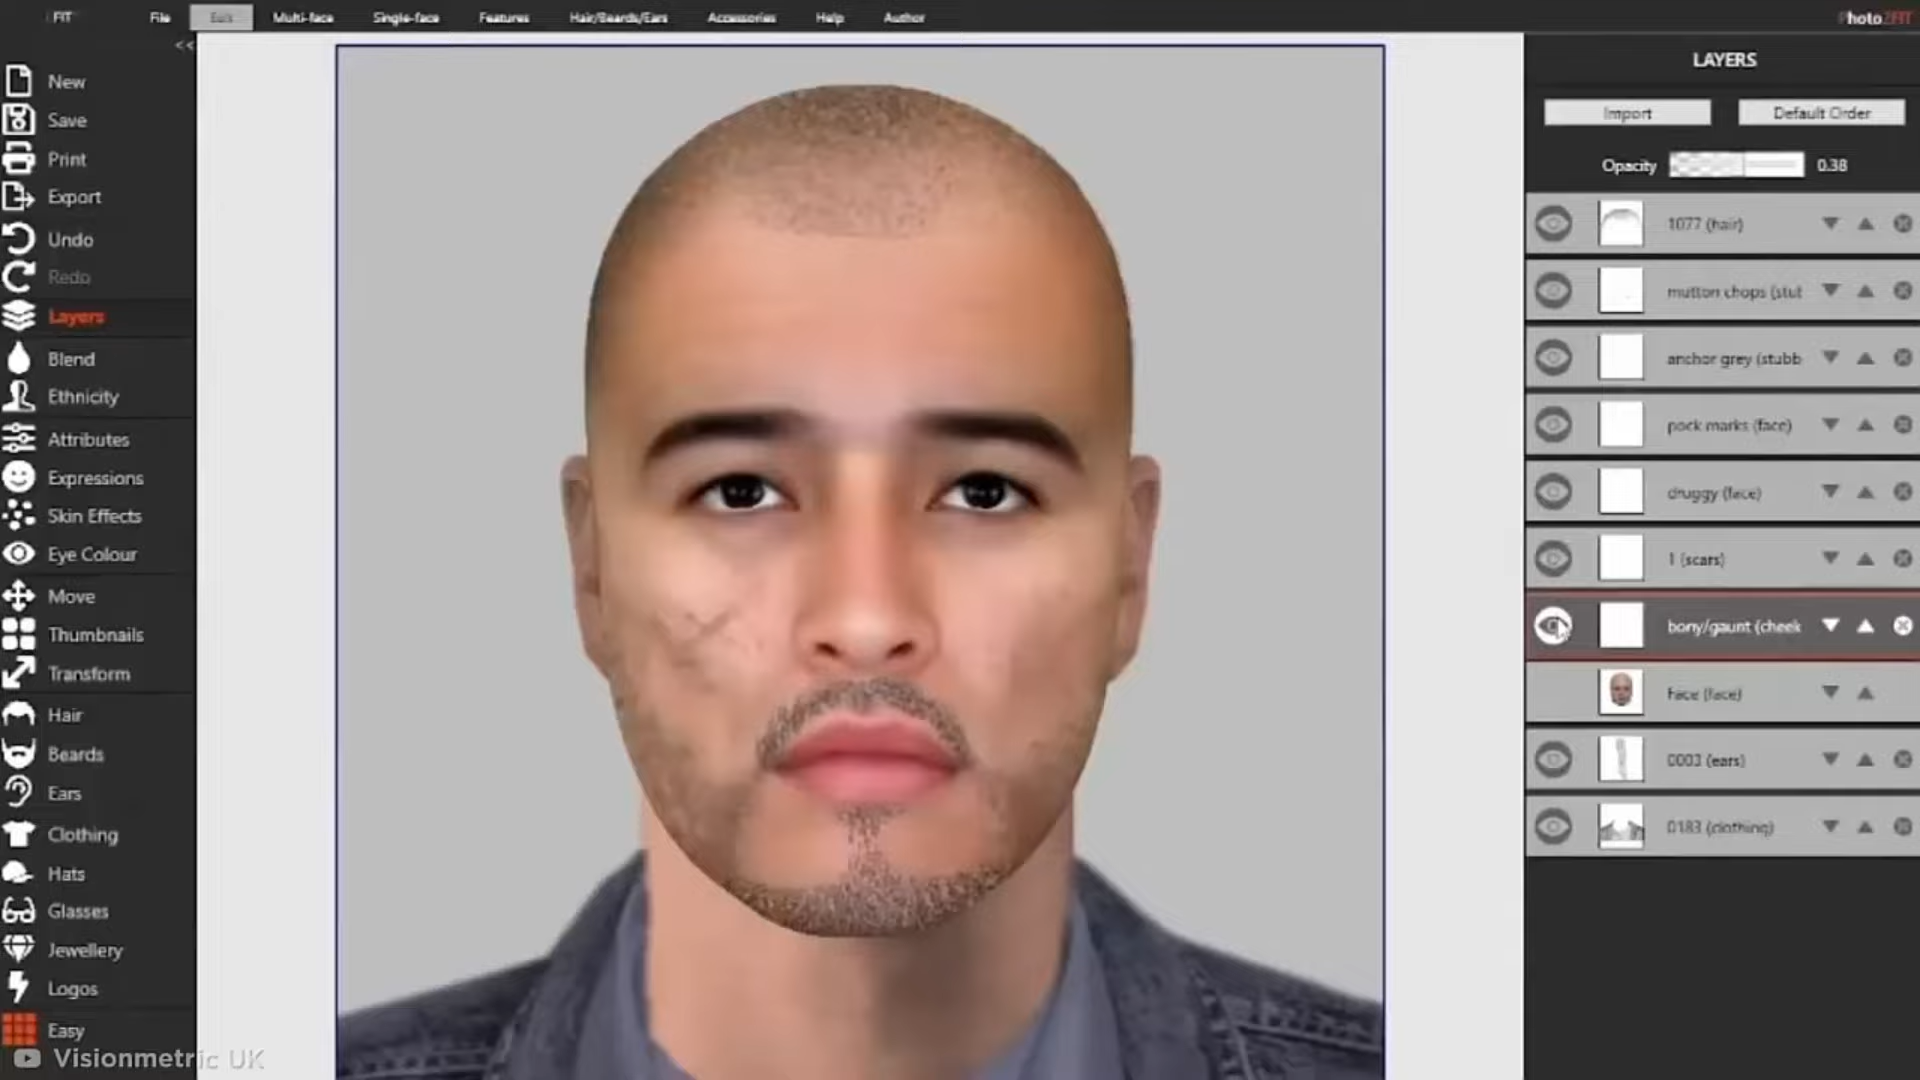 FIT
File
Edit
Multi-face
Single-face
Features
Hair/Beards/Ears
Accessories
Help
Author
PhotoEFIT
<<
New
Save
Print
Export
Undo
Redo
Layers
Blend
Ethnicity
Attributes
Expressions
Skin Effects
Eye Colour
Move
Thumbnails
Transform
Hair
Beards
Ears
Clothing
Hats
Glasses
Jewellery
Logos
Easy
Visionmetric UK
LAYERS
Import
Default Order
Opacity 0.38
1077 (hair)
mutton chops (stut
anchor grey (stubb
pock marks (face)
druggy (face)
1 (scars)
bony/gaunt (cheek
Face (face)
0003 (ears)
0183 (clothing)